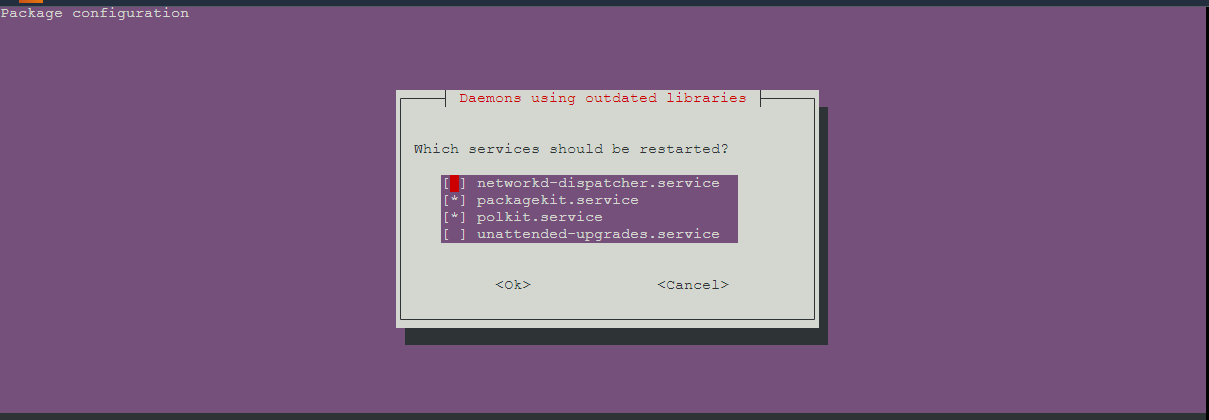 Package configuration
Daemons using outdated libraries
Which services should be restarted?
[ ] networkd-dispatcher.service
[*] packagekit.service
[*] polkit.service
[ ] unattended-upgrades.service
<Ok> <Cancel>